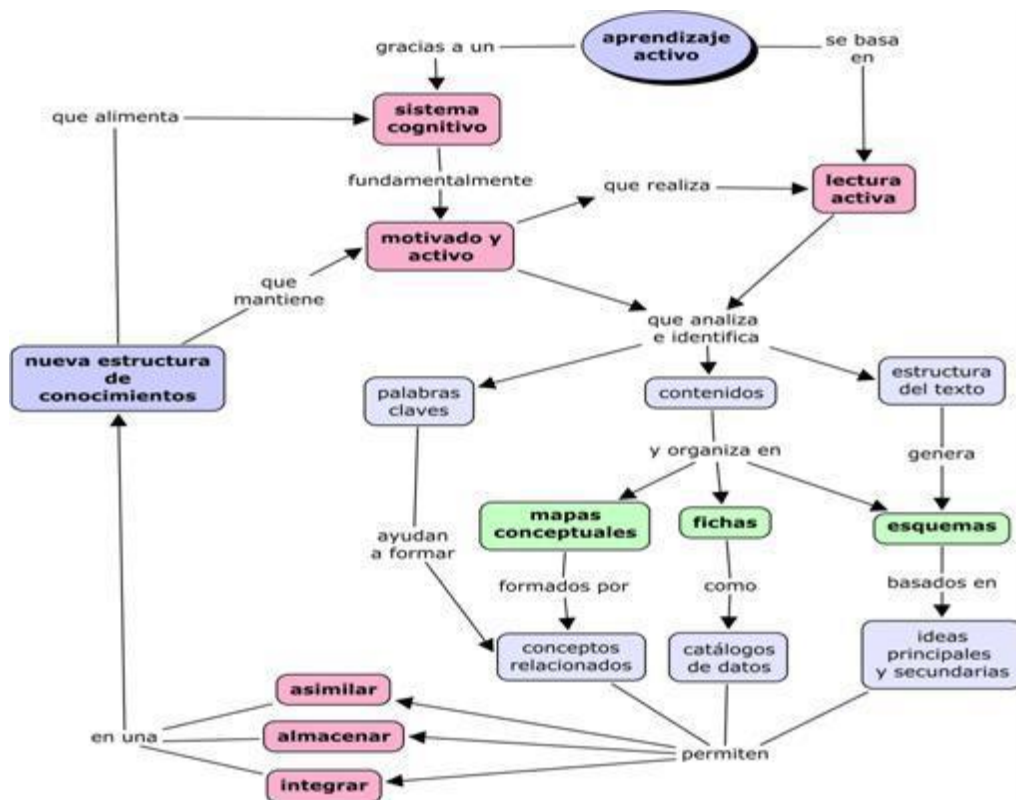 aprendizaje
activo
gracias a un
se basa
en
que alimenta
sistema
cognitivo
fundamentalmente
que realiza
lectura
activa
motivado y
activo
que
mantiene
que analiza
e identifica
nueva estructura
de
conocimientos
palabras
claves
contenidos
estructura
del texto
y organiza en
genera
mapas
conceptuales
fichas
esquemas
ayudan
a formar
formados por
como
basados en
conceptos
relacionados
catálogos
de datos
ideas
principales
y secundarias
asimilar
en una
almacenar
permiten
integrar